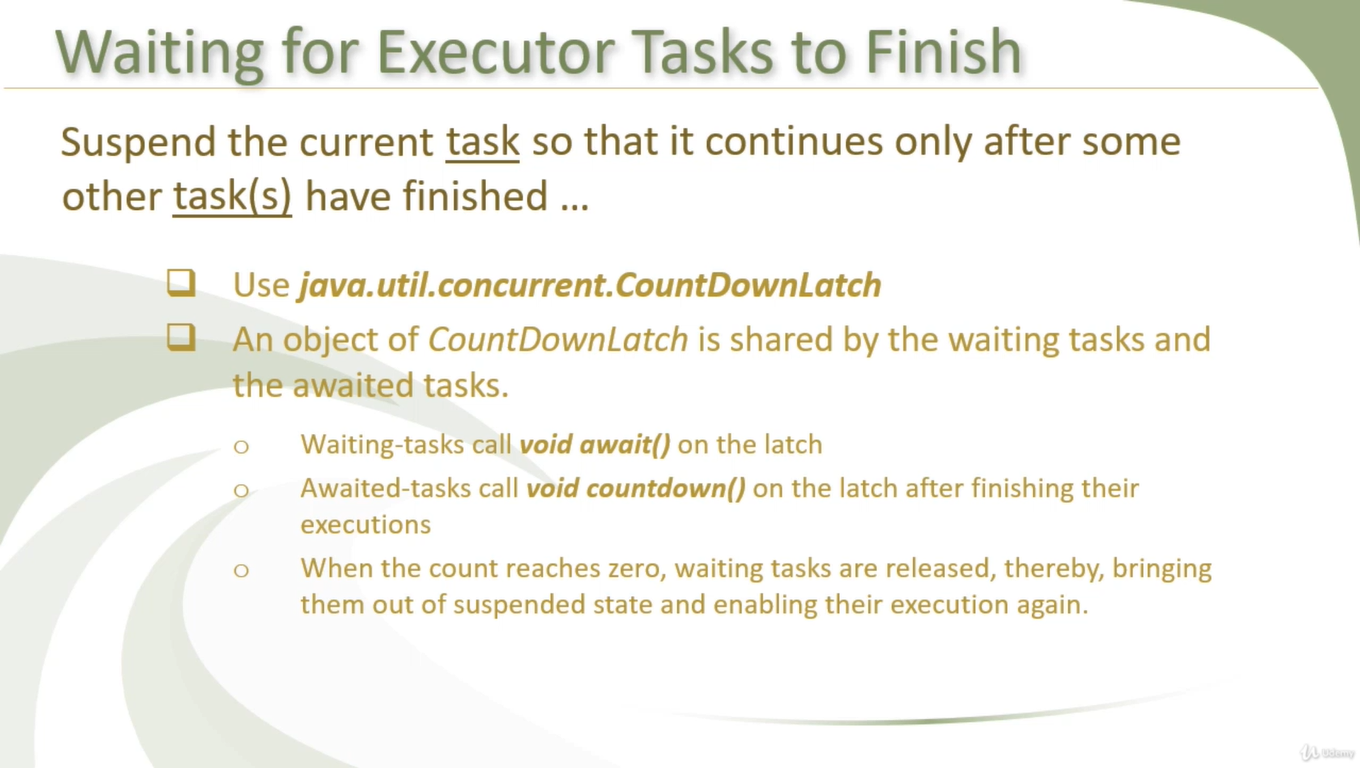 Waiting for Executor Tasks to Finish
Suspend the current task so that it continues only after some
other task(s) have finished ...
❑ Use java.util.concurrent.CountDownLatch
❑ An object of CountDownLatch is shared by the waiting tasks and
the awaited tasks.
o Waiting-tasks call void await() on the latch
o Awaited-tasks call void countdown() on the latch after finishing their
executions
o When the count reaches zero, waiting tasks are released, thereby, bringing
them out of suspended state and enabling their execution again.
Udemy